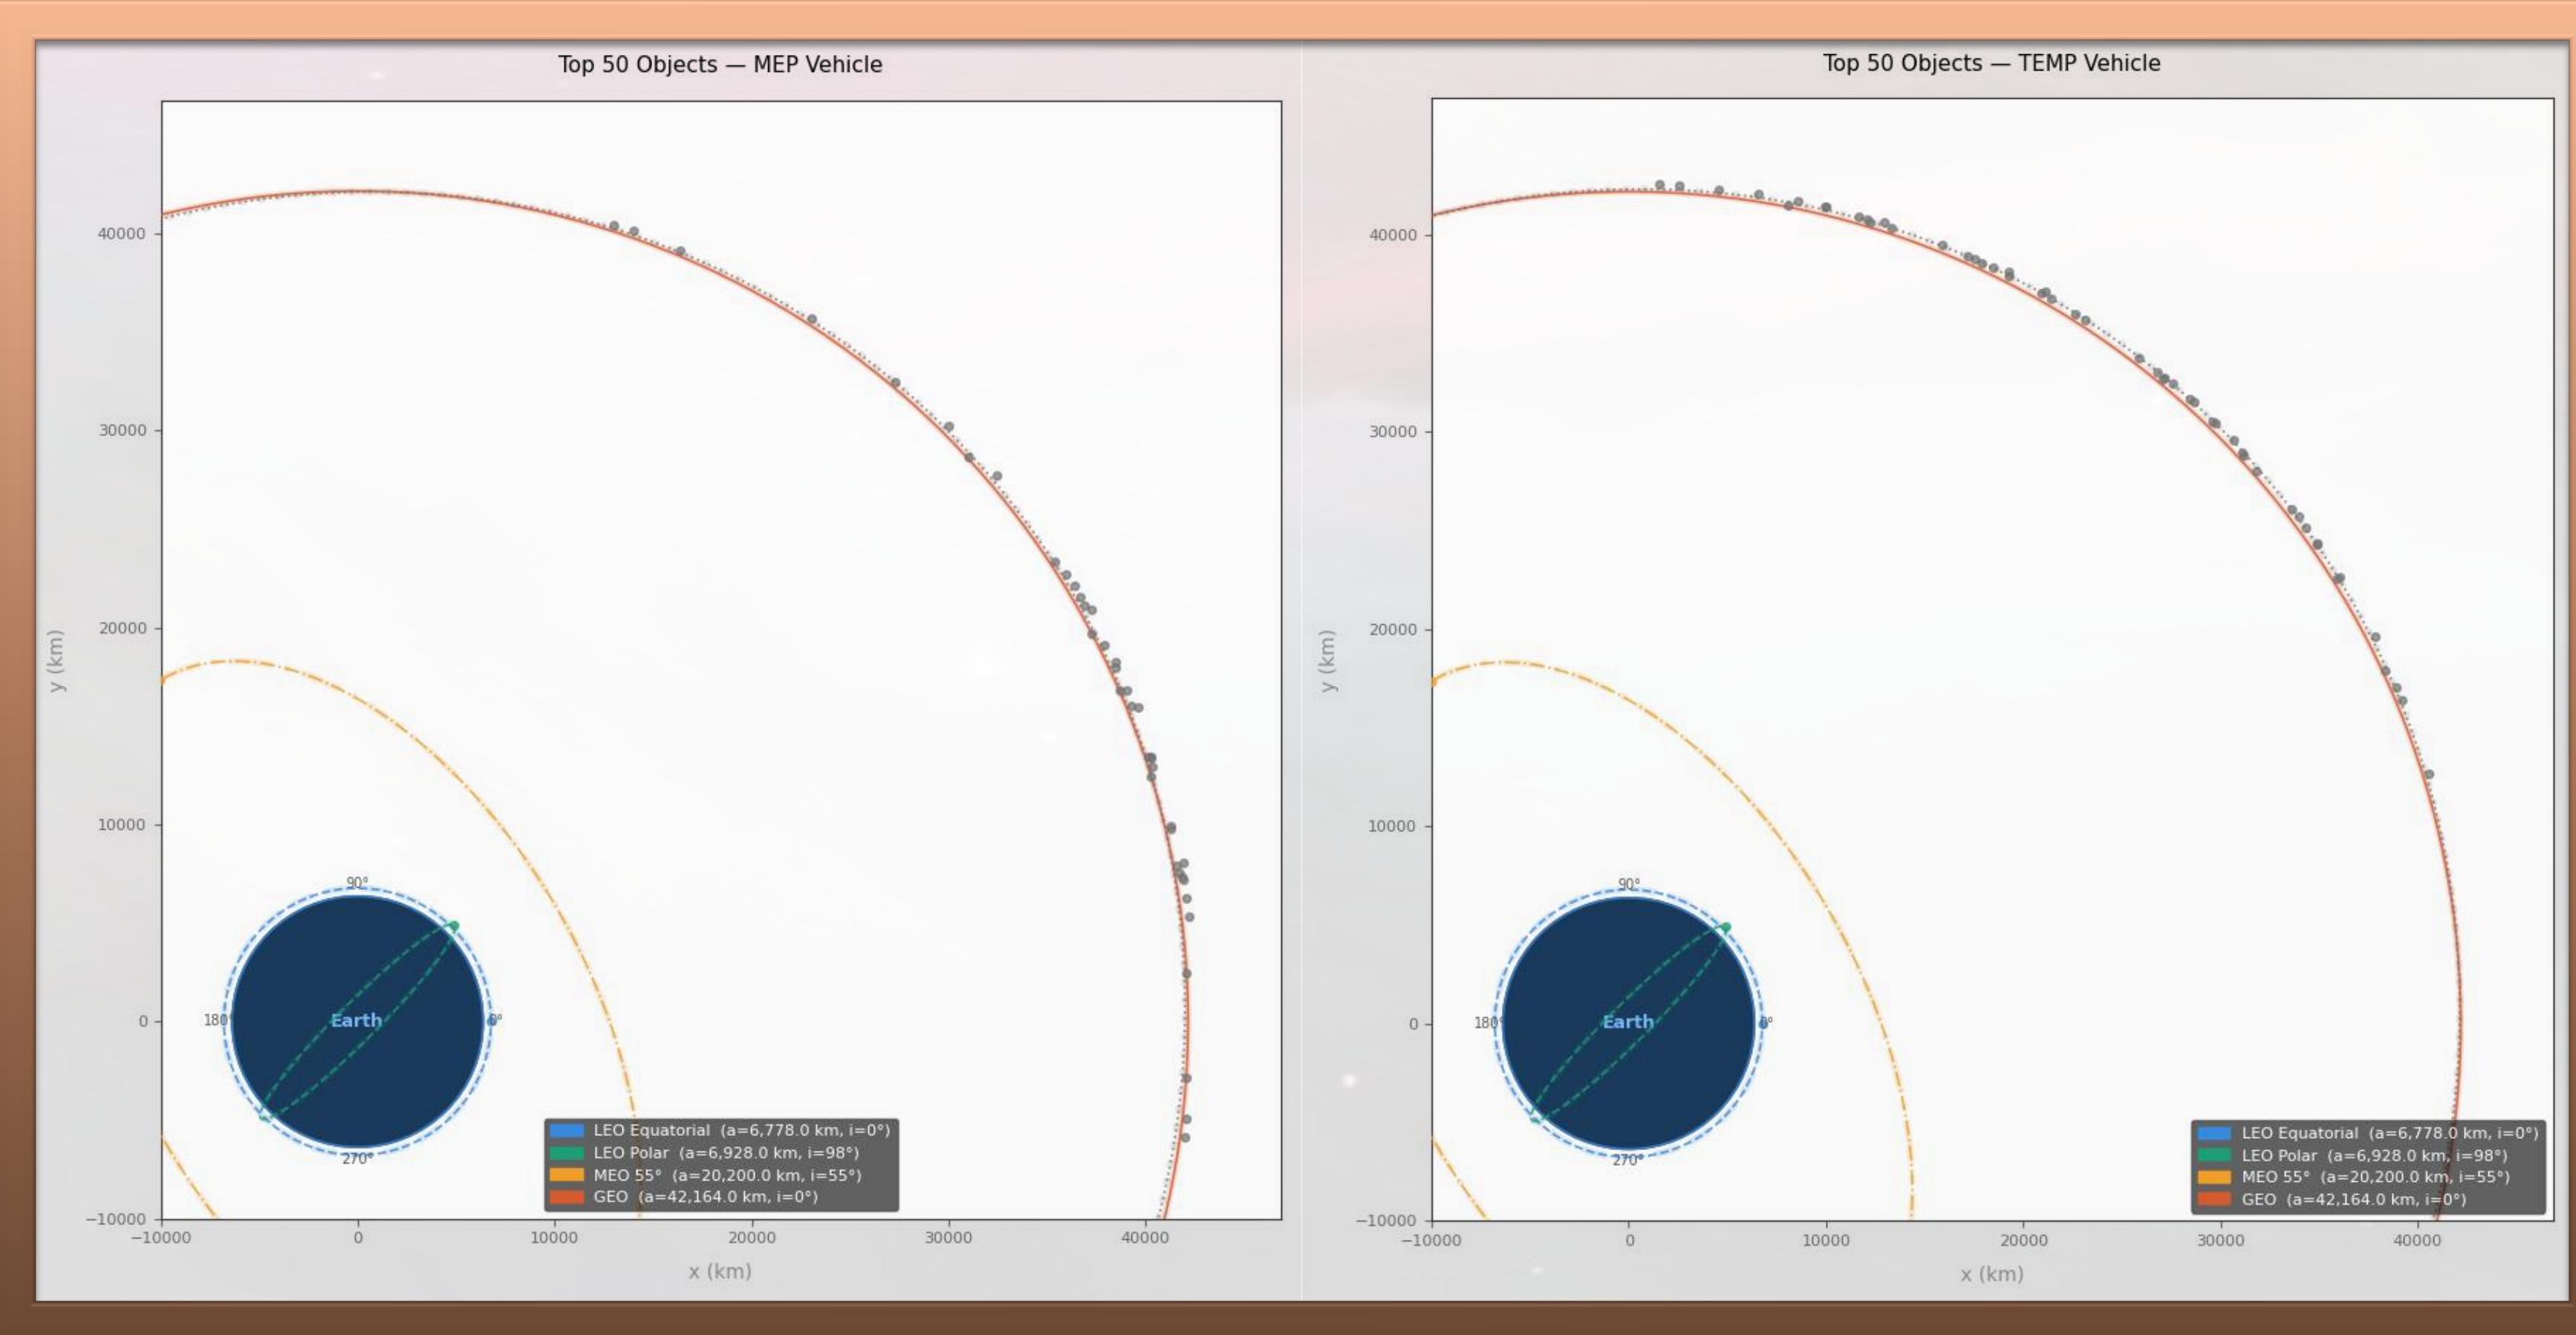 Top 50 Objects — MEP Vehicle
40000
30000
20000
10000
0
−10000
y (km)
−10000
0
10000
20000
30000
40000
x (km)
90°
180°
Earth
0°
270°
LEO Equatorial (a=6,778.0 km, i=0°)
LEO Polar (a=6,928.0 km, i=98°)
MEO 55° (a=20,200.0 km, i=55°)
GEO (a=42,164.0 km, i=0°)
Top 50 Objects — TEMP Vehicle
40000
30000
20000
10000
0
−10000
y (km)
−10000
0
10000
20000
30000
40000
x (km)
90°
180°
Earth
0°
270°
LEO Equatorial (a=6,778.0 km, i=0°)
LEO Polar (a=6,928.0 km, i=98°)
MEO 55° (a=20,200.0 km, i=55°)
GEO (a=42,164.0 km, i=0°)